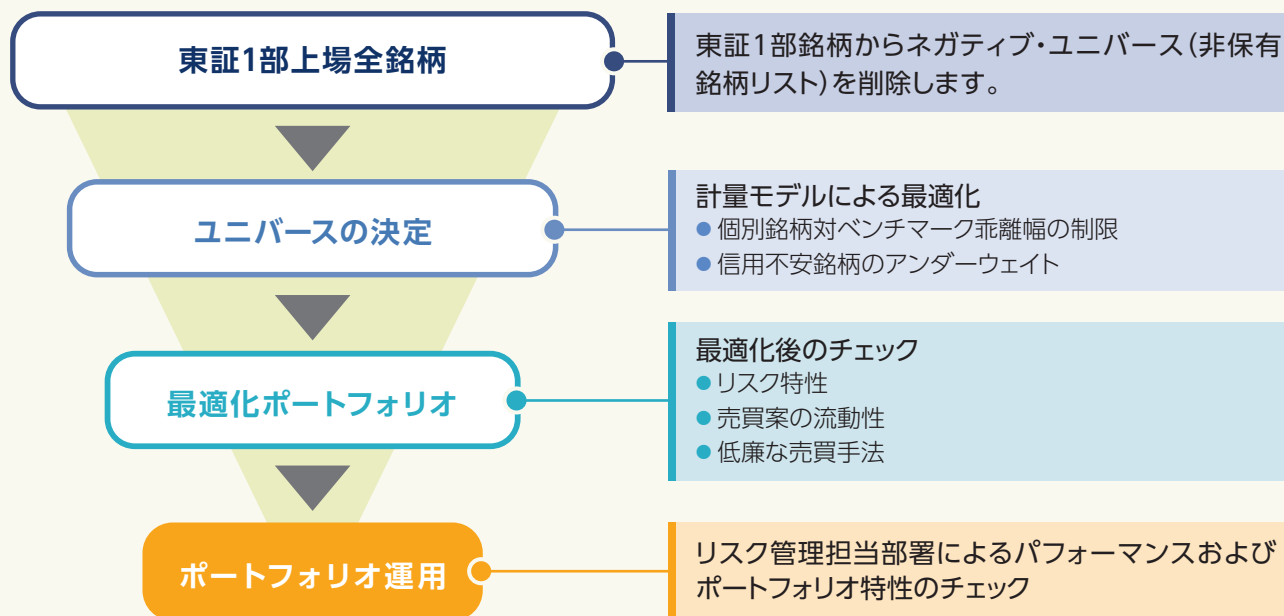 東証1部上場全銘柄
東証1部銘柄からネガティブ・ユニバース(非保有
銘柄リスト)を削除します。
ユニバースの決定
計量モデルによる最適化
● 個別銘柄対ベンチマーク乖離幅の制限
● 信用不安銘柄のアンダーウェイト
最適化ポートフォリオ
最適化後のチェック
● リスク特性
● 売買案の流動性
● 低廉な売買手法
ポートフォリオ運用
リスク管理担当部署によるパフォーマンスおよび
ポートフォリオ特性のチェック